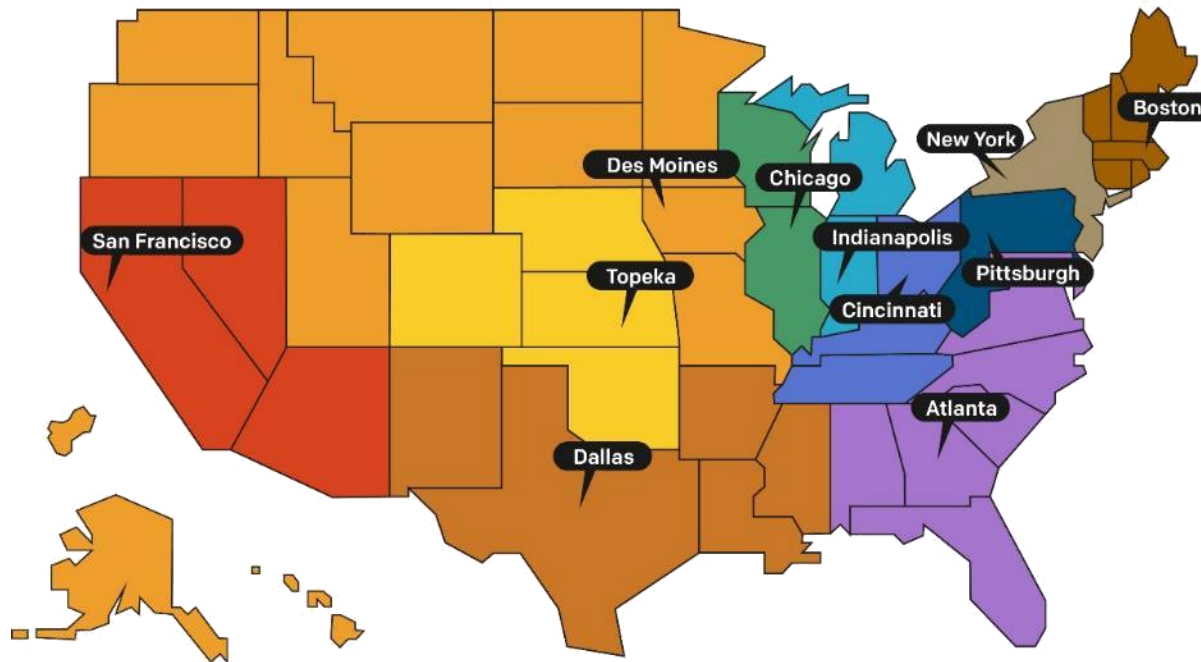 Boston
New York
Des Moines
Chicago
San Francisco
Indianapolis
Topeka
Pittsburgh
Cincinnati
Atlanta
Dallas